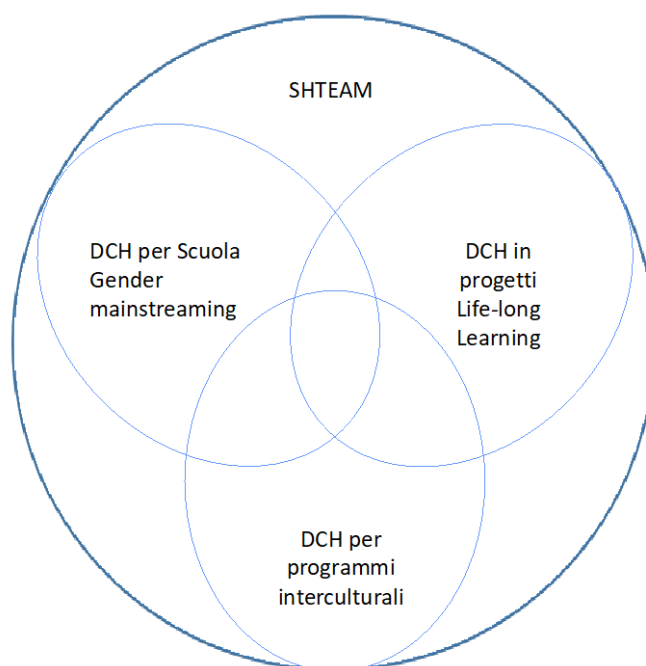 SHTEAM
DCH per Scuola
Gender
mainstreaming
DCH in
progetti
Life-long
Learning
DCH per
programmi
interculturali